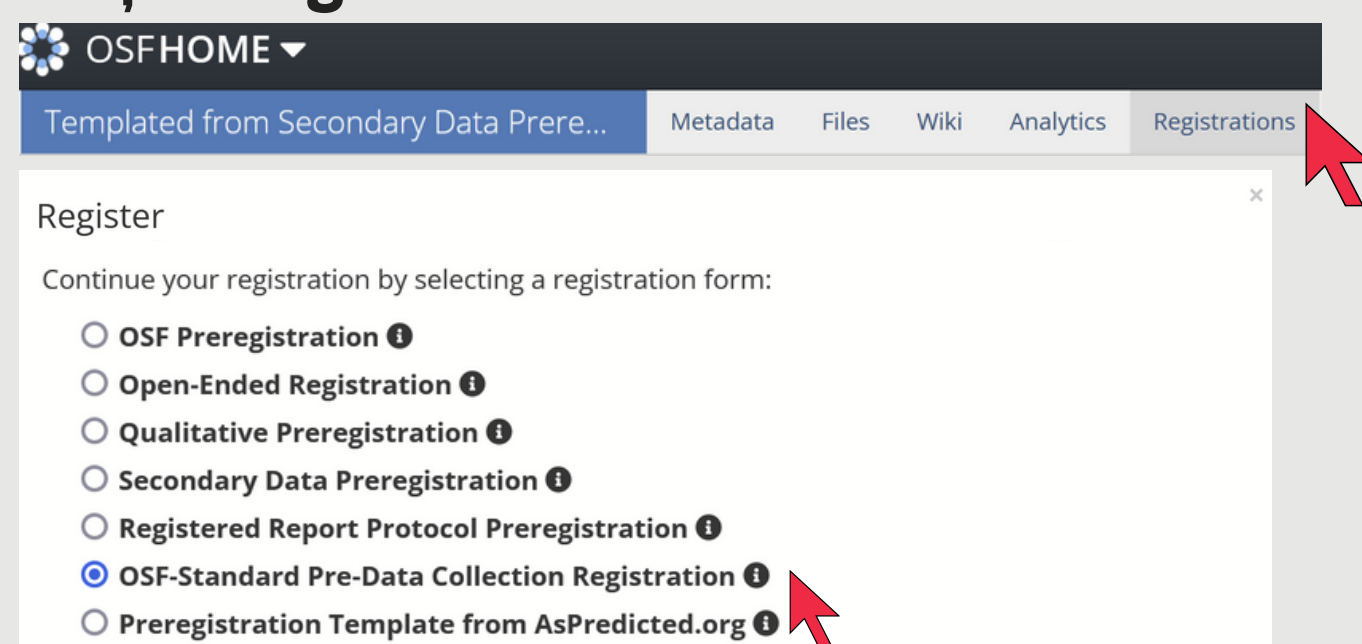 OSFHOME
Templated from Secondary Data Prere... Metadata Files Wiki Analytics Registrations
Register ×
Continue your registration by selecting a registration form:
OSF Preregistration
Open-Ended Registration
Qualitative Preregistration
Secondary Data Preregistration
Registered Report Protocol Preregistration
OSF-Standard Pre-Data Collection Registration
Preregistration Template from AsPredicted.org